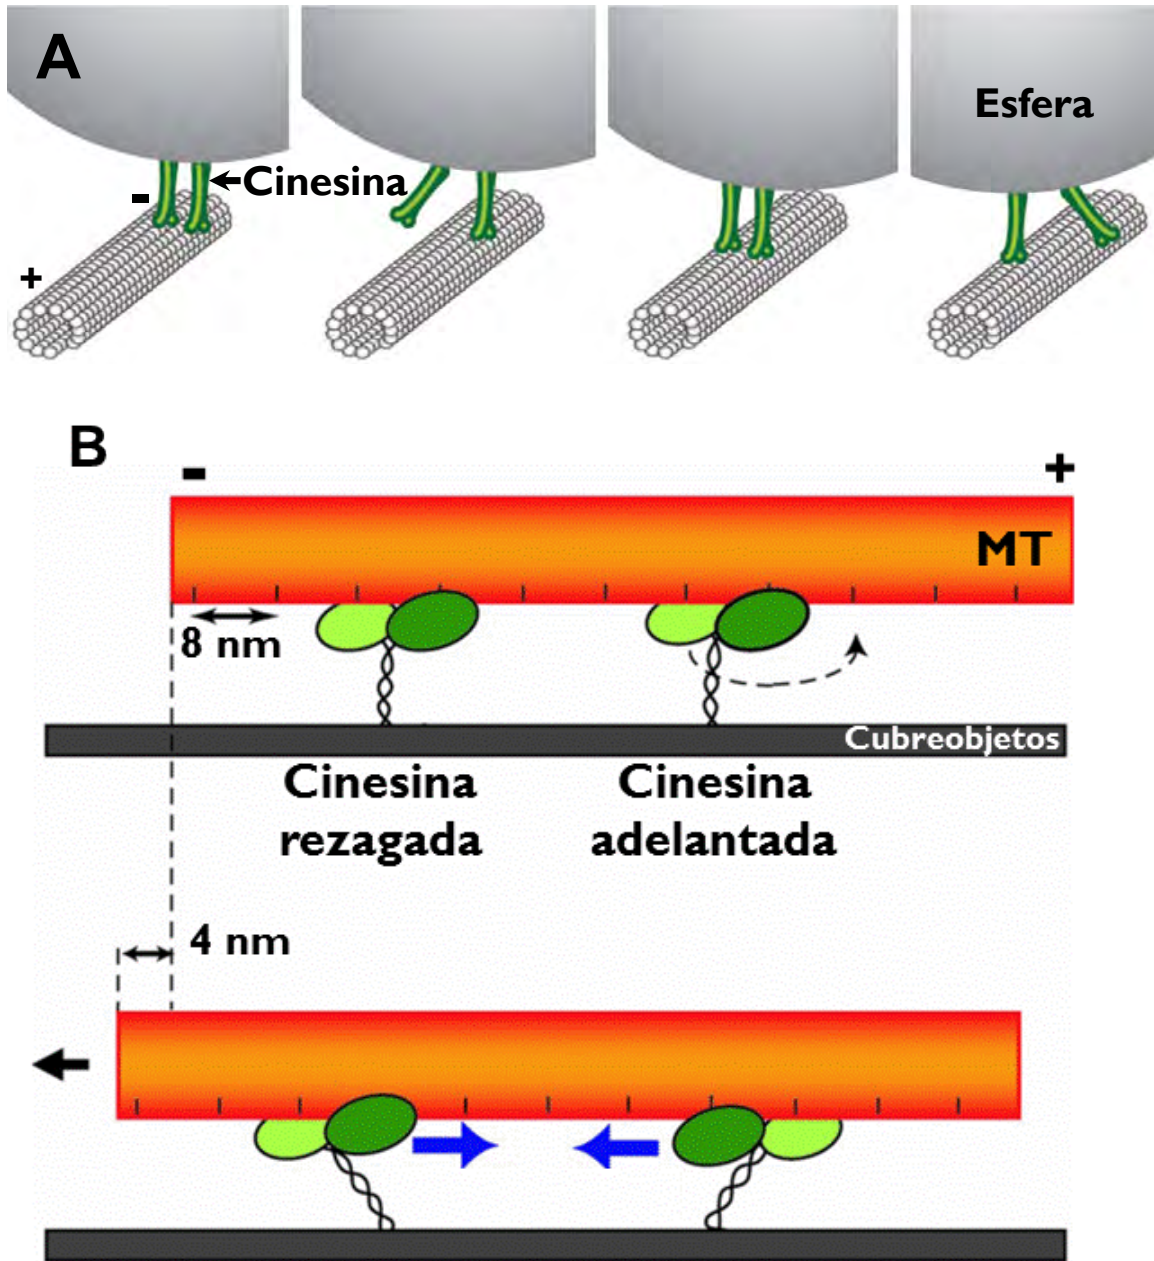 A
Esfera
- Cinesina
+
B
- +
MT
8 nm
Cubreobjetos
Cinesina Cinesina
rezagada adelantada
4 nm